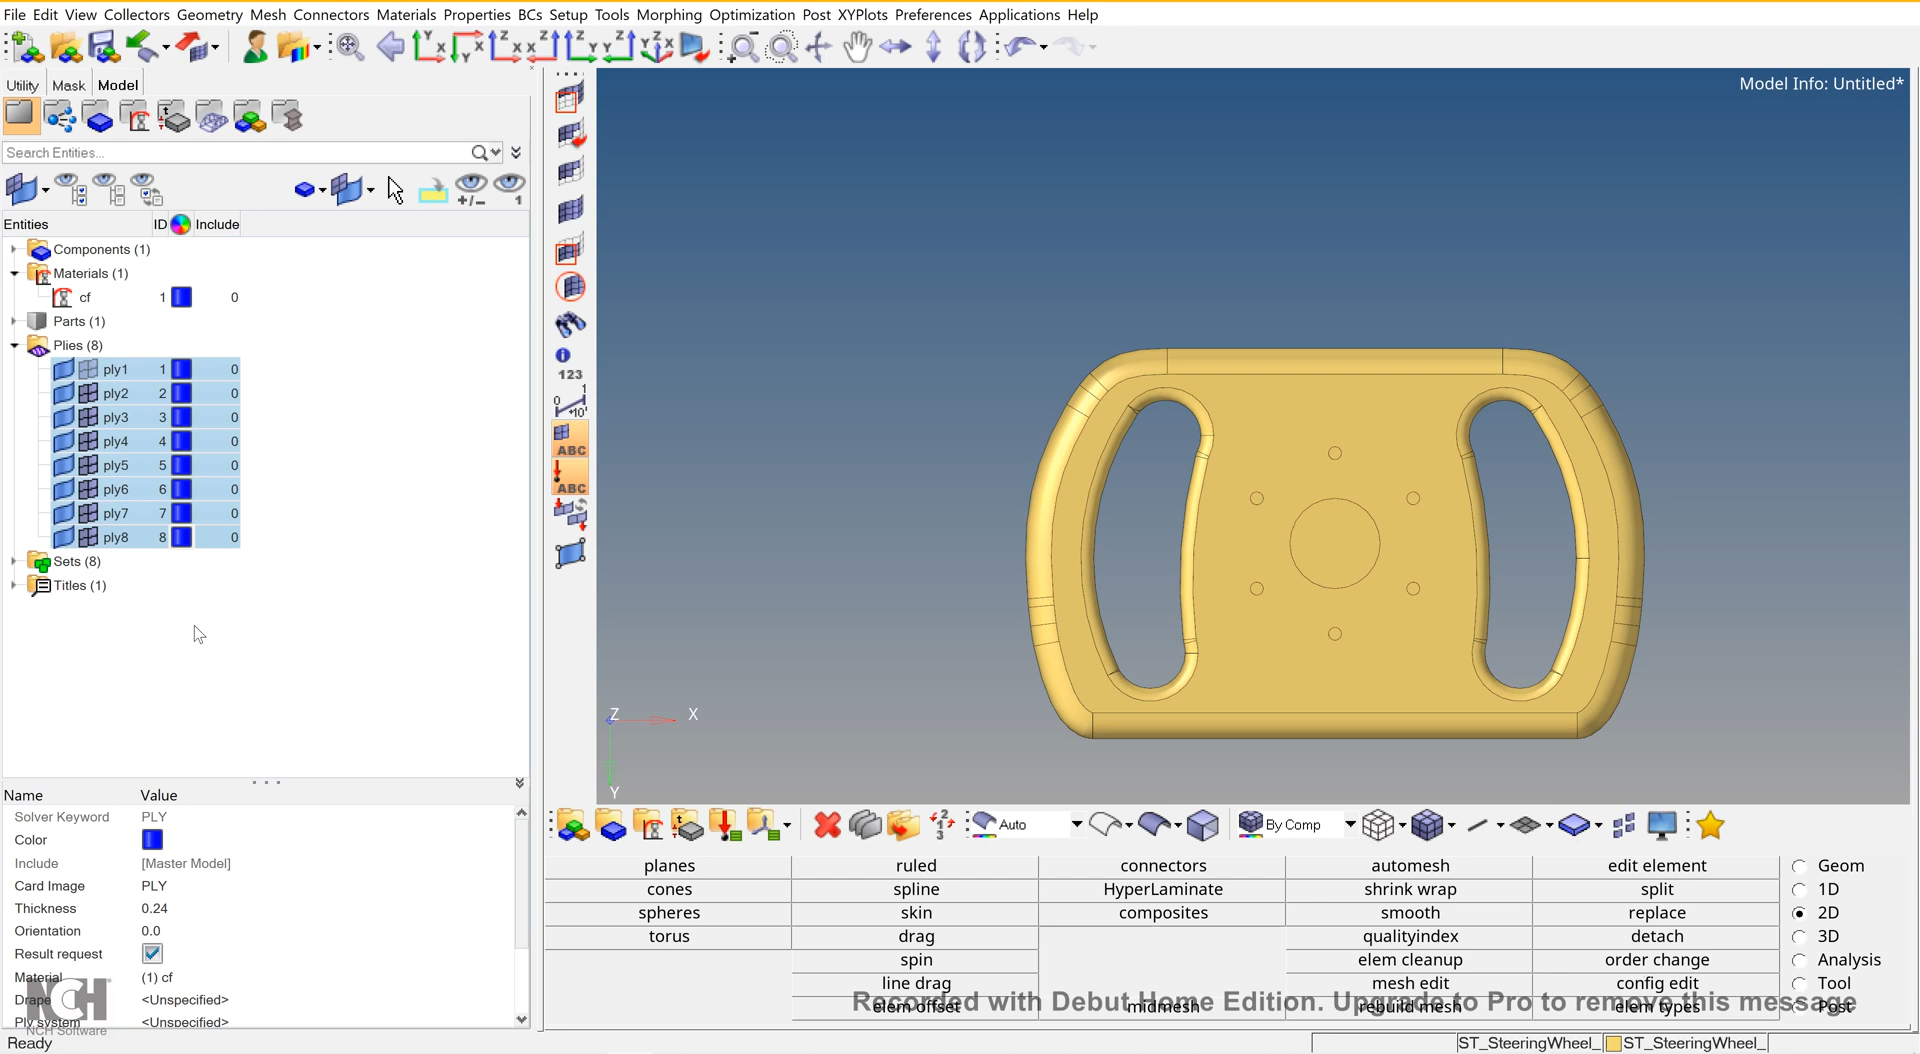 File Edit View Collectors Geometry Mesh Connectors Materials Properties BCs Setup Tools Morphing Optimization Post XYPlots Preferences Applications Help
Utility Mask Model
Model Info: Untitled*
Search Entities...
Entities ID Include
Components (1)
Materials (1)
cf 1 0
Parts (1)
Plies (8)
ply1 1 0
ply2 2 0
ply3 3 0
ply4 4 0
ply5 5 0
ply6 6 0
ply7 7 0
ply8 8 0
Sets (8)
Titles (1)
123
ABC
ABC
Z X
Y
Name Value
Solver Keyword PLY
Color
Include [Master Model]
Card Image PLY
Thickness 0.24
Orientation 0.0
Result request
Material (1) cf
Drape <Unspecified>
Ply system <Unspecified>
NCH
NCH Software
Auto By Comp
planes ruled connectors automesh edit element Geom
cones spline HyperLaminate shrink wrap split 1D
spheres skin composites smooth replace 2D
torus drag qualityindex detach 3D
spin elem cleanup order change Analysis
line drag mesh edit config edit Tool
elem offset midmesh rebuild mesh elem types Post
Recorded with Debut Home Edition. Upgrade to Pro to remove this message
Ready ST_SteeringWheel_ ST_SteeringWheel_